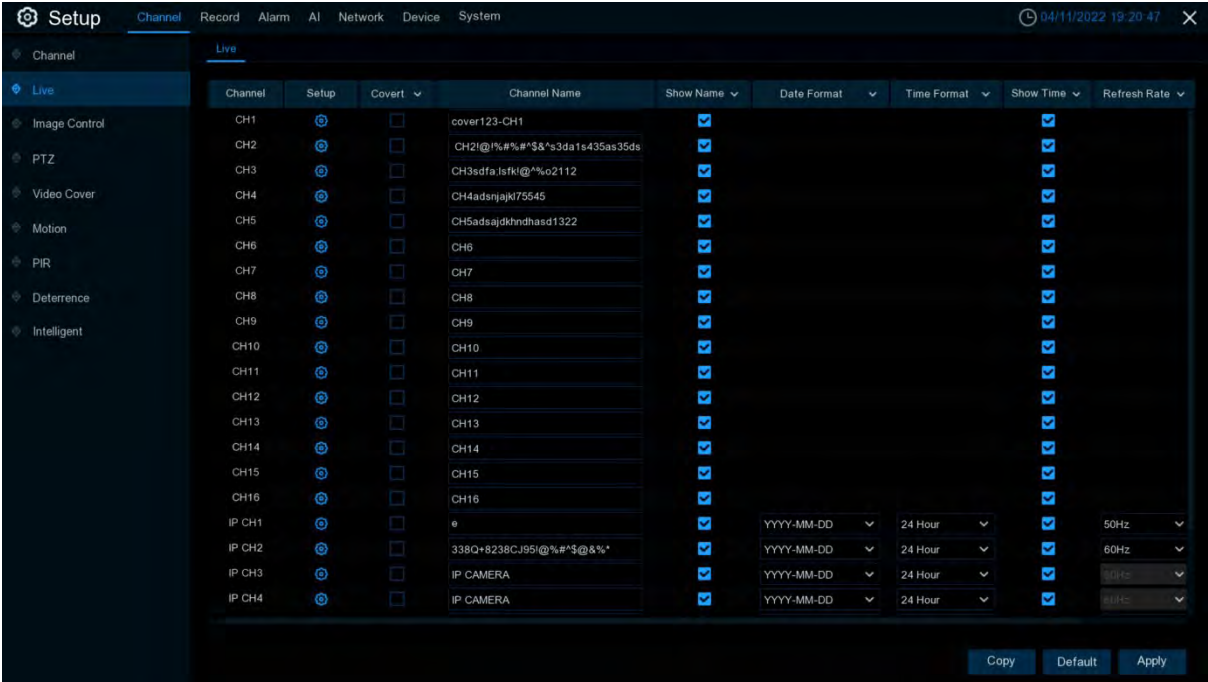 Setup Channel Record Alarm AI Network Device System 04/11/2022 19:20:47
Channel
Live
Image Control
PTZ
Video Cover
Motion
PIR
Deterrence
Intelligent
Live
Channel Setup Covert Channel Name Show Name Date Format Time Format Show Time Refresh Rate
CH1 cover123-CH1
CH2 CH2!@!%#%#^$&^s3da1s435as35ds
CH3 CH3sdfa;lsfk!@^%o2112
CH4 CH4adsnjajkl75545
CH5 CH5adsajdkhndhasd1322
CH6 CH6
CH7 CH7
CH8 CH8
CH9 CH9
CH10 CH10
CH11 CH11
CH12 CH12
CH13 CH13
CH14 CH14
CH15 CH15
CH16 CH16
IP CH1 e YYYY-MM-DD 24 Hour 50Hz
IP CH2 338Q+8238CJ95!@%#^$@&%* YYYY-MM-DD 24 Hour 60Hz
IP CH3 IP CAMERA YYYY-MM-DD 24 Hour
IP CH4 IP CAMERA YYYY-MM-DD 24 Hour
Copy Default Apply